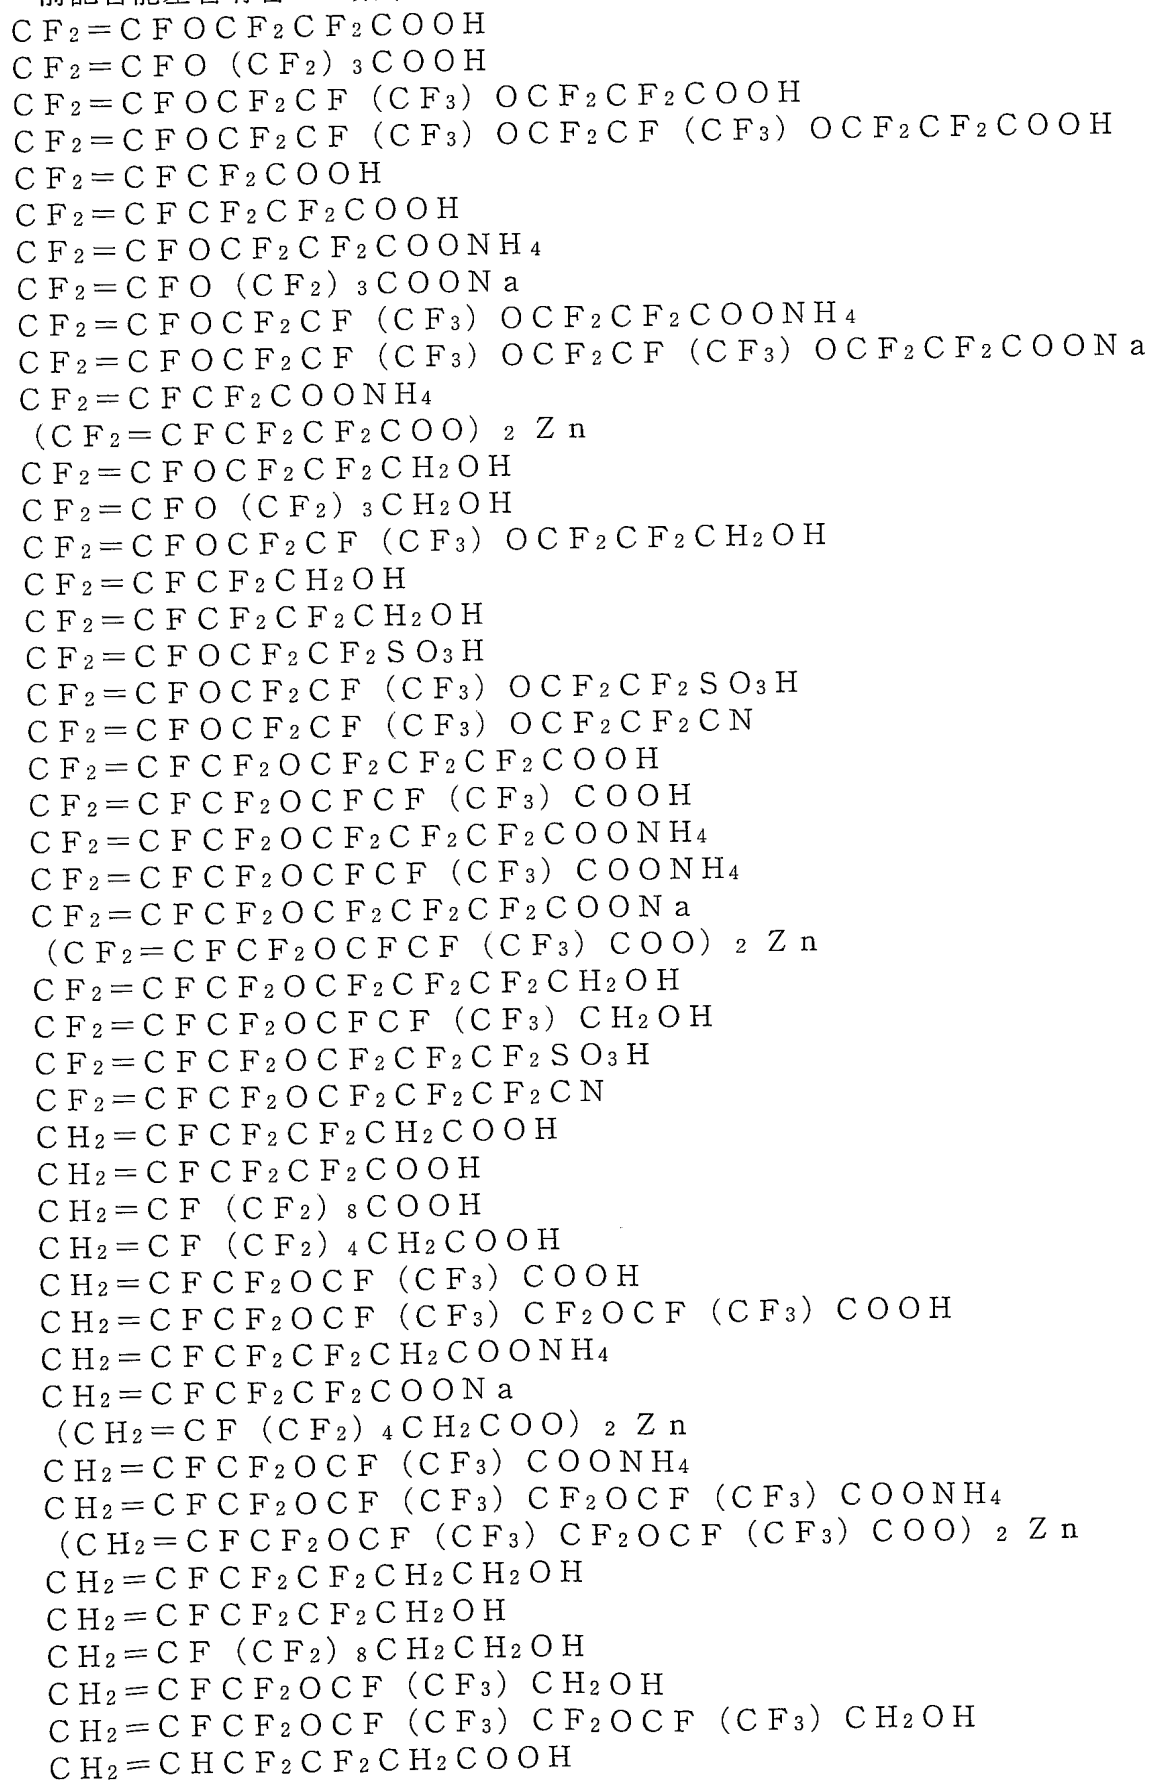 CF₂=CFOCF₂CF₂COOH
CF₂=CFO (CF₂) ₃COOH
CF₂=CFOCF₂CF (CF₃) OCF₂CF₂COOH
CF₂=CFOCF₂CF (CF₃) OCF₂CF (CF₃) OCF₂CF₂COOH
CF₂=CFCF₂COOH
CF₂=CFCF₂CF₂COOH
CF₂=CFOCF₂CF₂COONH₄
CF₂=CFO (CF₂) ₃COONa
CF₂=CFOCF₂CF (CF₃) OCF₂CF₂COONH₄
CF₂=CFOCF₂CF (CF₃) OCF₂CF (CF₃) OCF₂CF₂COONa
CF₂=CFCF₂COONH₄
(CF₂=CFCF₂CF₂COO) ₂ Zn
CF₂=CFOCF₂CF₂CH₂OH
CF₂=CFO (CF₂) ₃CH₂OH
CF₂=CFOCF₂CF (CF₃) OCF₂CF₂CH₂OH
CF₂=CFCF₂CH₂OH
CF₂=CFCF₂CF₂CH₂OH
CF₂=CFOCF₂CF₂SO₃H
CF₂=CFOCF₂CF (CF₃) OCF₂CF₂SO₃H
CF₂=CFOCF₂CF (CF₃) OCF₂CF₂CN
CF₂=CFCF₂OCF₂CF₂CF₂COOH
CF₂=CFCF₂OCFCF (CF₃) COOH
CF₂=CFCF₂OCF₂CF₂CF₂COONH₄
CF₂=CFCF₂OCFCF (CF₃) COONH₄
CF₂=CFCF₂OCF₂CF₂CF₂COONa
(CF₂=CFCF₂OCFCF (CF₃) COO) ₂ Zn
CF₂=CFCF₂OCF₂CF₂CF₂CH₂OH
CF₂=CFCF₂OCFCF (CF₃) CH₂OH
CF₂=CFCF₂OCF₂CF₂CF₂SO₃H
CF₂=CFCF₂OCF₂CF₂CF₂CN
CH₂=CFCF₂CF₂CH₂COOH
CH₂=CFCF₂CF₂COOH
CH₂=CF (CF₂) ₈COOH
CH₂=CF (CF₂) ₄CH₂COOH
CH₂=CFCF₂OCF (CF₃) COOH
CH₂=CFCF₂OCF (CF₃) CF₂OCF (CF₃) COOH
CH₂=CFCF₂CF₂CH₂COONH₄
CH₂=CFCF₂CF₂COONa
(CH₂=CF (CF₂) ₄CH₂COO) ₂ Zn
CH₂=CFCF₂OCF (CF₃) COONH₄
CH₂=CFCF₂OCF (CF₃) CF₂OCF (CF₃) COONH₄
(CH₂=CFCF₂OCF (CF₃) CF₂OCF (CF₃) COO) ₂ Zn
CH₂=CFCF₂CF₂CH₂CH₂OH
CH₂=CFCF₂CF₂CH₂OH
CH₂=CF (CF₂) ₈CH₂CH₂OH
CH₂=CFCF₂OCF (CF₃) CH₂OH
CH₂=CFCF₂OCF (CF₃) CF₂OCF (CF₃) CH₂OH
CH₂=CHCF₂CF₂CH₂COOH